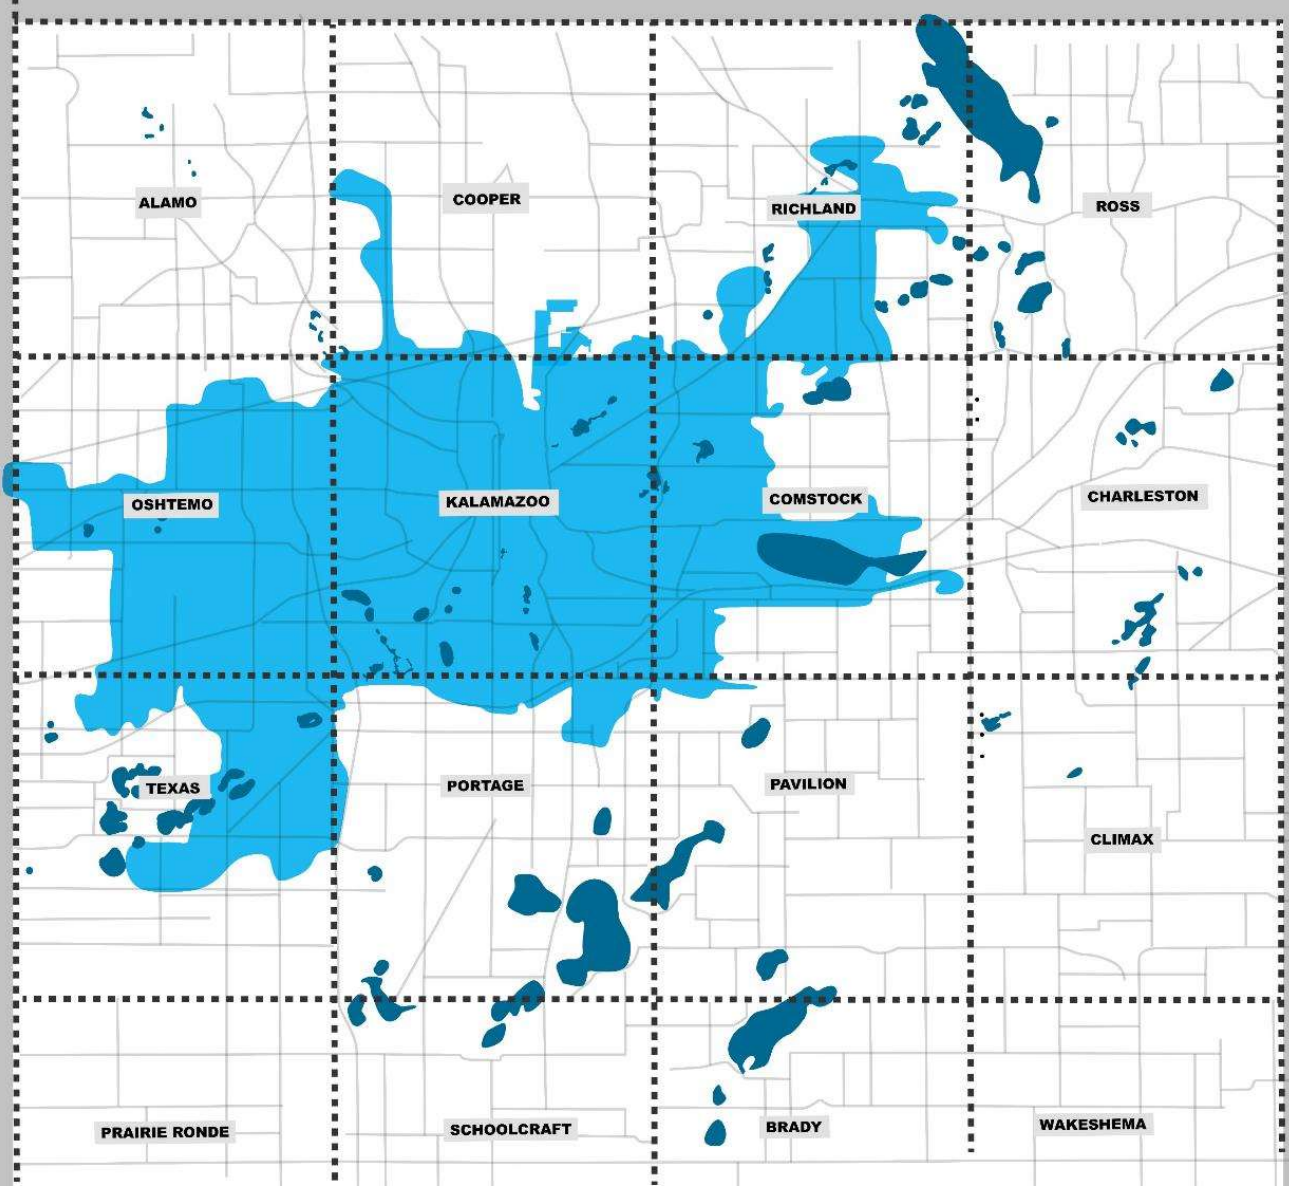 ALAMO
COOPER
RICHLAND
ROSS
OSHTEMO
KALAMAZOO
COMSTOCK
CHARLESTON
TEXAS
PORTAGE
PAVILION
CLIMAX
PRAIRIE RONDE
SCHOOLCRAFT
BRADY
WAKESHEMA